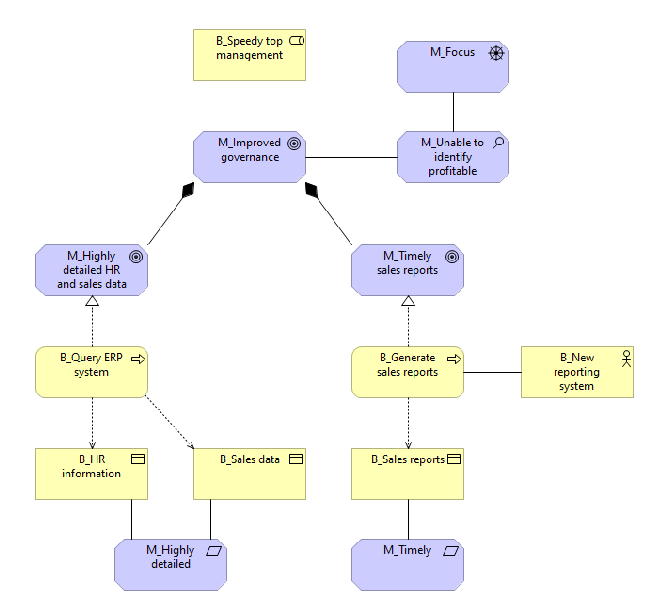 B_Speedy top
management
M_Focus
M_Improved
governance
M_Unable to
identify
profitable
M_Highly
detailed HR
and sales data
M_Timely
sales reports
B_Query ERP
system
B_Generate
sales reports
B_New
reporting
system
B_HR
information
B_Sales data
B_Sales reports
M_Highly
detailed
M_Timely